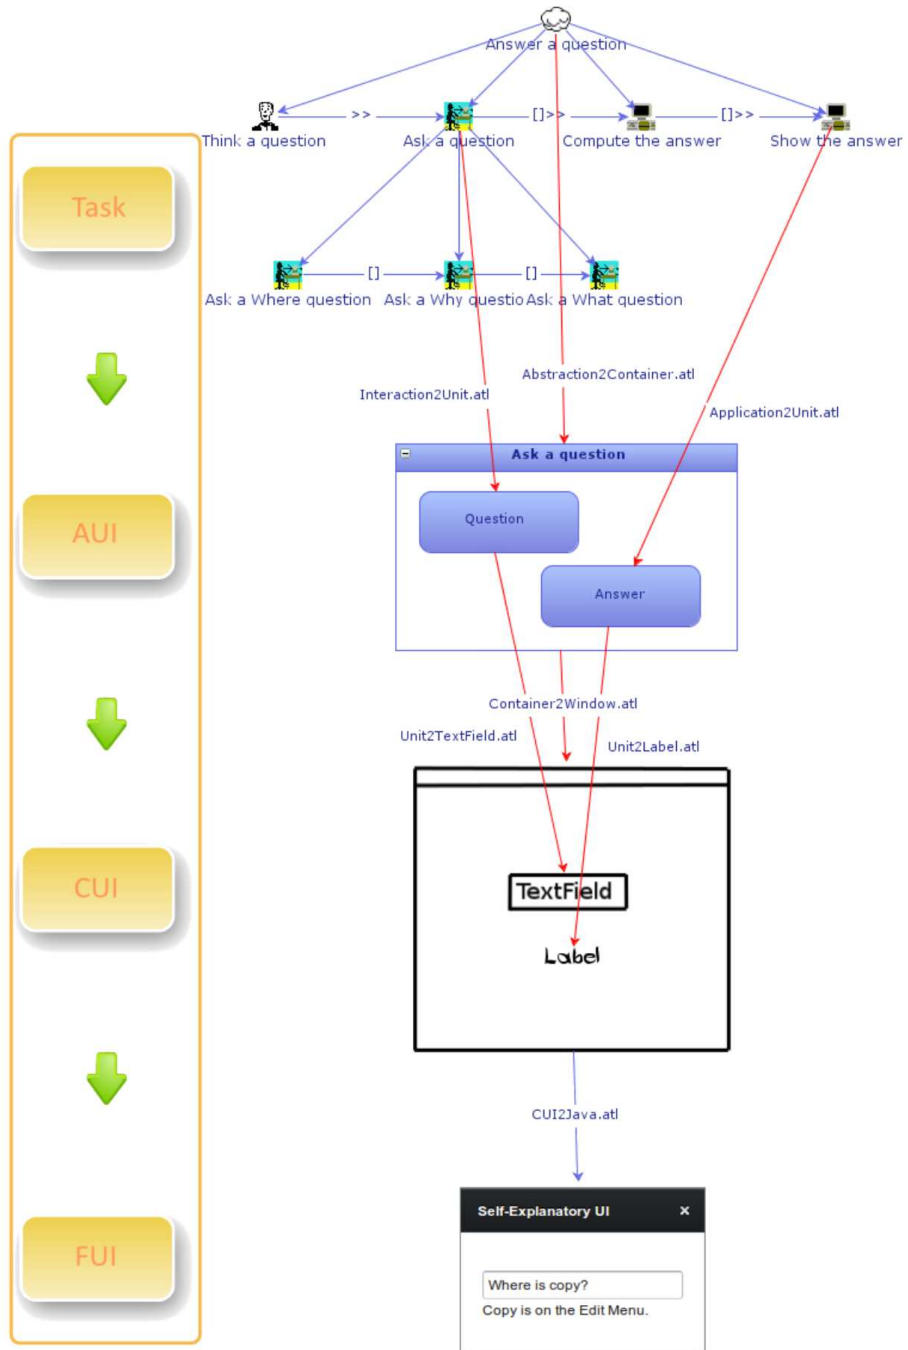 Answer a question
>>
[]>>
[]>>
Think a question
Ask a question
Compute the answer
Show the answer
Task
[]
[]
Ask a Where question
Ask a Why questio
Ask a What question
Abstraction2Container.atl
Interaction2Unit.atl
Application2Unit.atl
Ask a question
Question
AUI
Answer
Container2Window.atl
Unit2TextField.atl
Unit2Label.atl
CUI
TextField
Label
CUI2Java.atl
Self-Explanatory UI ×
FUI
Where is copy?
Copy is on the Edit Menu.